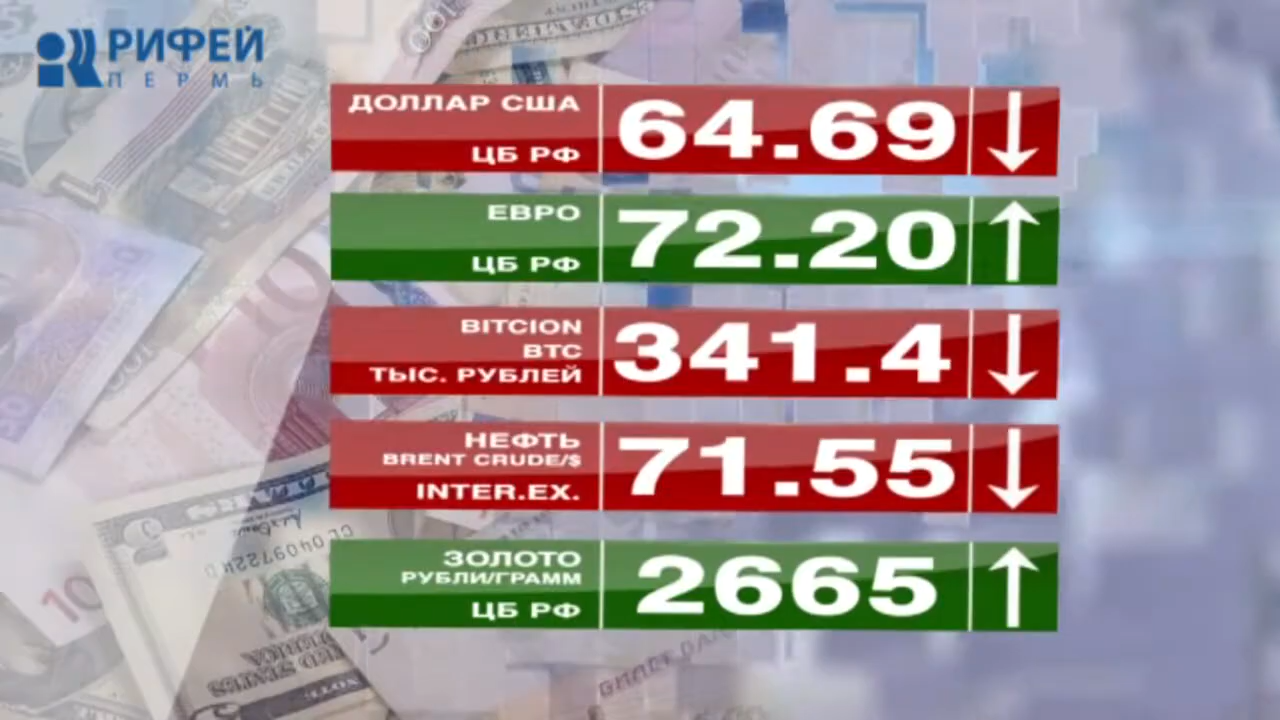 РИФЕЙ
ПЕРМЬ
ДОЛЛАР США
ЦБ РФ
64.69
ЕВРО
ЦБ РФ
72.20
BITCION
BTC
ТЫС. РУБЛЕЙ
341.4
НЕФТЬ
BRENT CRUDE/$
INTER.EX.
71.55
ЗОЛОТО
РУБЛИ/ГРАММ
ЦБ РФ
2665